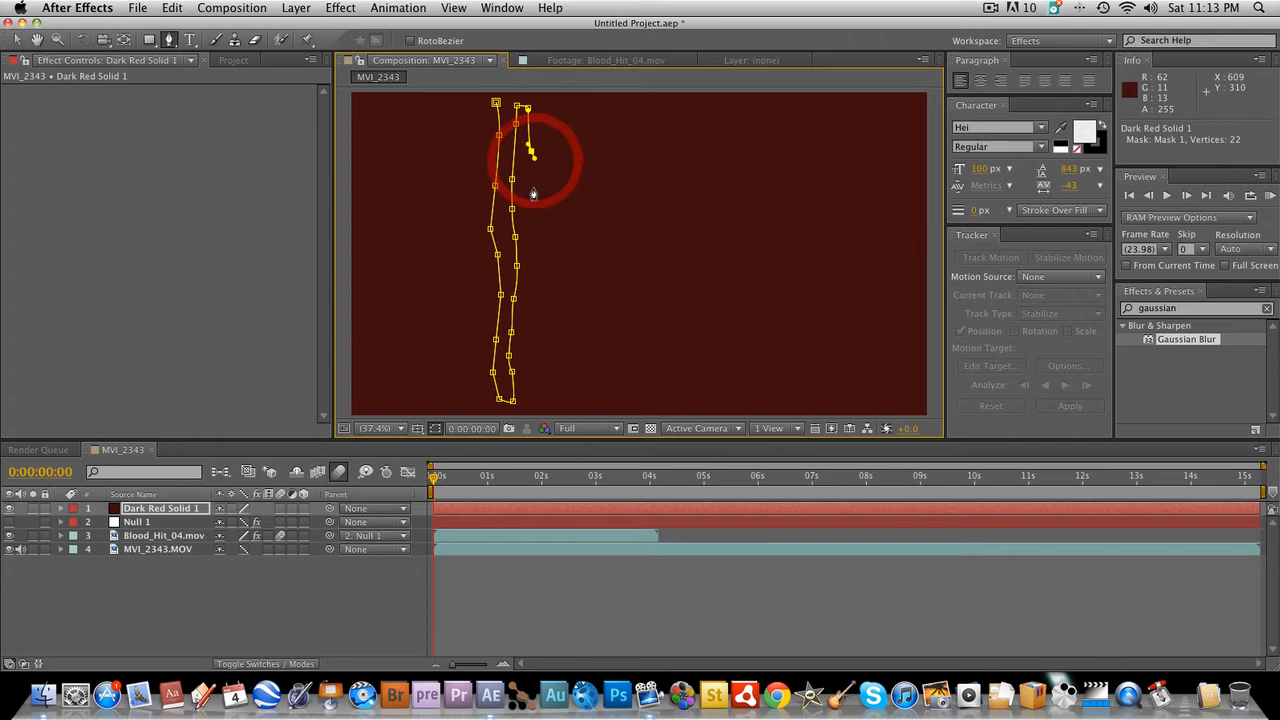 After Effects File Edit Composition Layer Effect Animation View Window Help
10 Sat 11:13 PM
Untitled Project.aep *
RotoBezier
Workspace: Effects
Search Help
Effect Controls: Dark Red Solid 1
Project
Composition: MVI_2343
Footage: Blood_Hit_04.mov
Layer: (none)
Paragraph
Info
MVI_2343 • Dark Red Solid 1
MVI_2343
R: 62
G: 11
B: 13
A: 255
X: 609
Y: 310
Character
Hei
Regular
Dark Red Solid 1
Mask: Mask 1, Vertices: 22
100 px
843 px
Metrics
-43
Preview
0 px
Stroke Over Fill
RAM Preview Options
Tracker
Frame Rate Skip Resolution
(23.98) 0 Auto
Track Motion Stabilize Motion
From Current Time Full Screen
Motion Source: None
Effects & Presets
Current Track: None
gaussian
Track Type: Stabilize
Blur & Sharpen
Position Rotation Scale
Gaussian Blur
Motion Target:
Edit Target... Options...
Analyze:
Reset Apply
(37.4%) 0:00:00:00 Full Active Camera 1 View +0.0
Render Queue
MVI_2343
0:00:00:00
00s 01s 02s 03s 04s 05s 06s 07s 08s 09s 10s 11s 12s 13s 14s 15s
# Source Name Parent
1 Dark Red Solid 1 None
2 Null 1 None
3 Blood_Hit_04.mov 2. Null 1
4 MVI_2343.MOV None
Toggle Switches / Modes
1 4 Br pre Pr AE Au Ps St